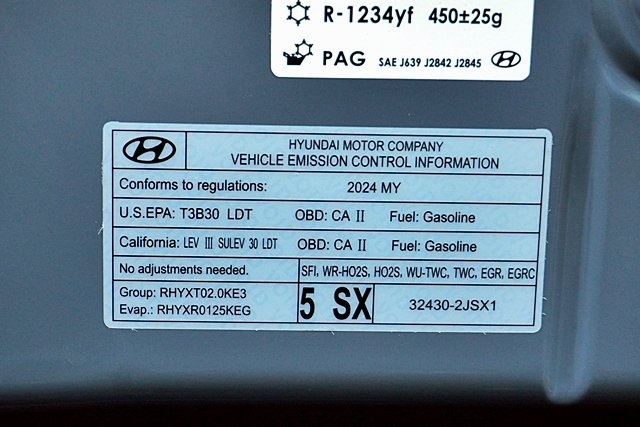 R-1234yf 450±25g
PAG SAE J639 J2842 J2845
HYUNDAI MOTOR COMPANY
VEHICLE EMISSION CONTROL INFORMATION
Conforms to regulations: 2024 MY
U.S.EPA: T3B30 LDT OBD: CA II Fuel: Gasoline
California: LEV III SULEV 30 LDT OBD: CA II Fuel: Gasoline
No adjustments needed. SFI, WR-HO2S, HO2S, WU-TWC, TWC, EGR, EGRC
Group: RHYXT02.0KE3
Evap.: RHYXR0125KEG
5 SX
32430-2JSX1